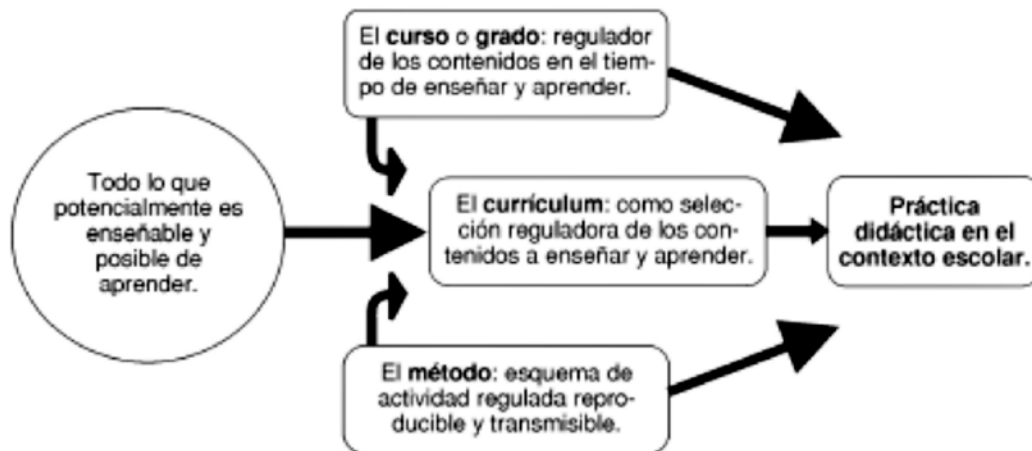 El curso o grado: regulador
de los contenidos en el tiem-
po de enseñar y aprender.
Todo lo que
potencialmente es
enseñable y
posible de
aprender.
El currículum: como selec-
ción reguladora de los con-
tenidos a enseñar y aprender.
Práctica
didáctica en el
contexto escolar.
El método: esquema de
actividad regulada repro-
ducible y transmisible.